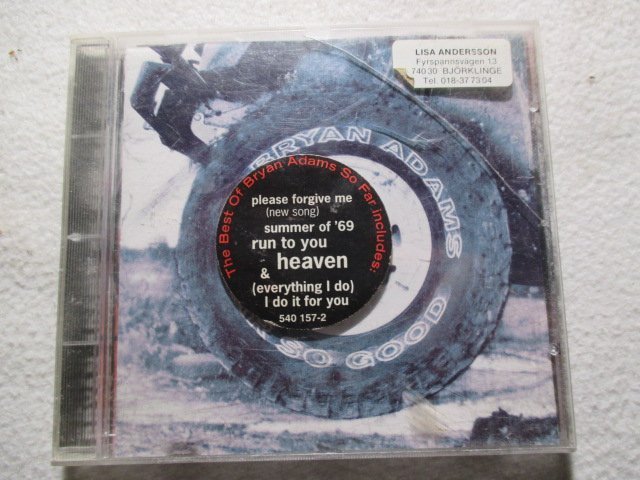 LISA ANDERSSON
Fyrspannsvägen 13
740 30 BJÖRKLINGE
Tel. 018-37 73 04
BRYAN ADAMS
The Best Of Bryan Adams So Far includes:
please forgive me
(new song)
summer of '69
run to you
heaven
&
(everything I do)
I do it for you
540 157-2
SO GOOD